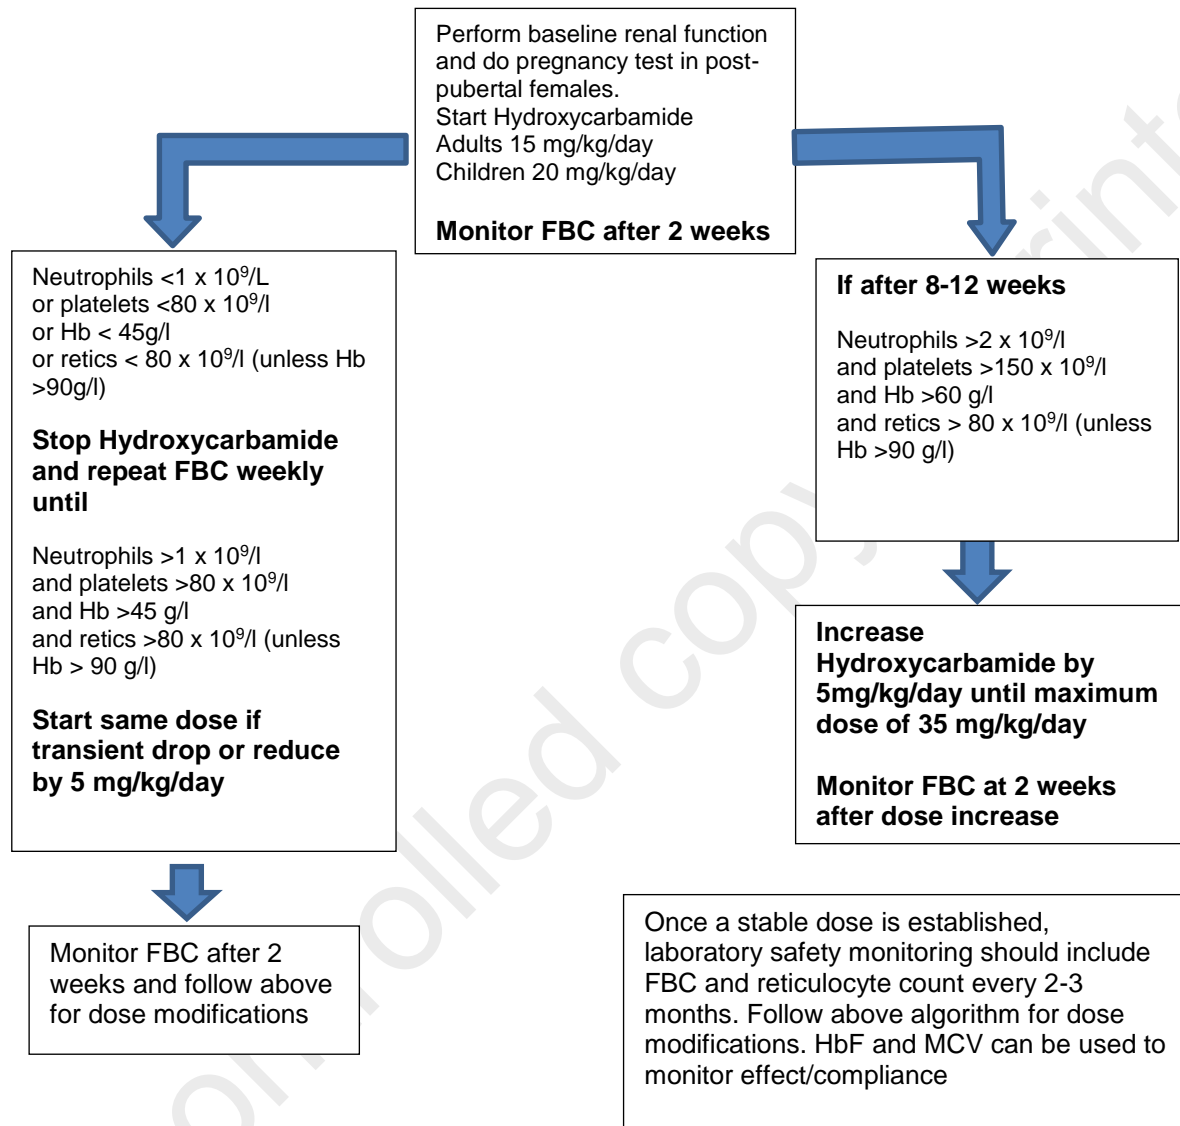 Perform baseline renal function
and do pregnancy test in post-
pubertal females.
Start Hydroxycarbamide
Adults 15 mg/kg/day
Children 20 mg/kg/day
Monitor FBC after 2 weeks
Neutrophils <1 x 10⁹/L
or platelets <80 x 10⁹/l
or Hb < 45g/l
or retics < 80 x 10⁹/l (unless Hb
>90g/l)
Stop Hydroxycarbamide
and repeat FBC weekly
until
Neutrophils >1 x 10⁹/l
and platelets >80 x 10⁹/l
and Hb >45 g/l
and retics >80 x 10⁹/l (unless
Hb > 90 g/l)
Start same dose if
transient drop or reduce
by 5 mg/kg/day
Monitor FBC after 2
weeks and follow above
for dose modifications
If after 8-12 weeks
Neutrophils >2 x 10⁹/l
and platelets >150 x 10⁹/l
and Hb >60 g/l
and retics > 80 x 10⁹/l (unless
Hb >90 g/l)
Increase
Hydroxycarbamide by
5mg/kg/day until maximum
dose of 35 mg/kg/day
Monitor FBC at 2 weeks
after dose increase
Once a stable dose is established,
laboratory safety monitoring should include
FBC and reticulocyte count every 2-3
months. Follow above algorithm for dose
modifications. HbF and MCV can be used to
monitor effect/compliance
olled copy